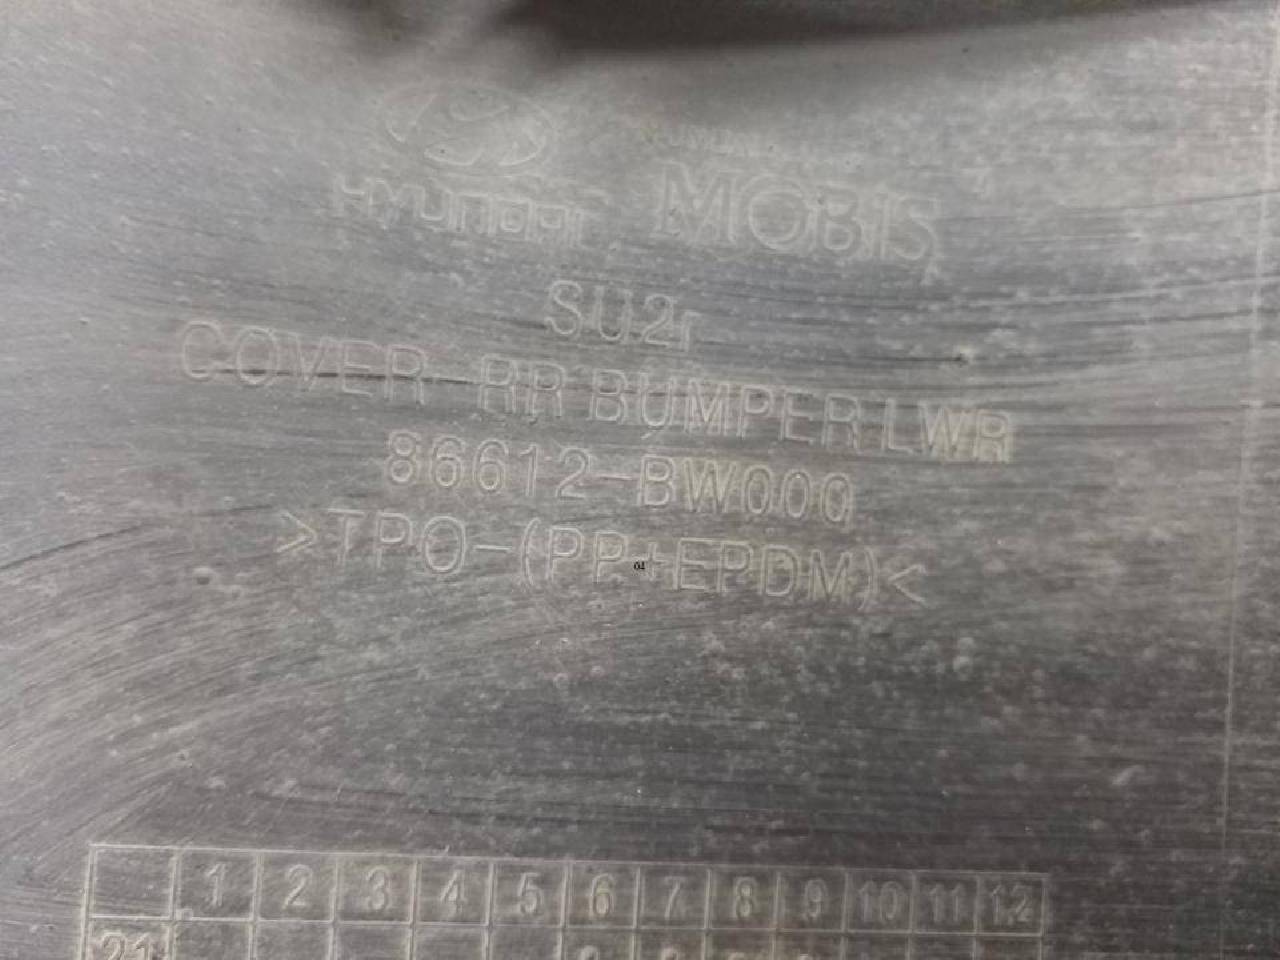 HYUNDAI MOBIS
SU2r
COVER-RR BUMPER LWR
86612-BW000
>TPO-(PP+EPDM)<
1 2 3 4 5 6 7 8 9 10 11 12
21